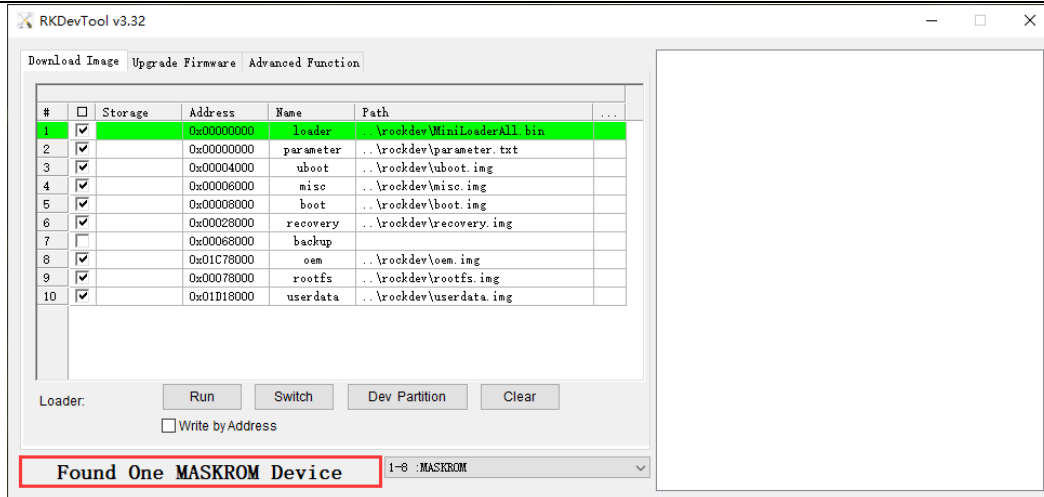 RKDevTool v3.32
Download Image Upgrade Firmware Advanced Function
# Storage Address Name Path ...
1 0x00000000 loader ..\rockdev\MiniLoaderAll.bin
2 0x00000000 parameter ..\rockdev\parameter.txt
3 0x00004000 uboot ..\rockdev\uboot.img
4 0x00006000 misc ..\rockdev\misc.img
5 0x00008000 boot ..\rockdev\boot.img
6 0x00028000 recovery ..\rockdev\recovery.img
7 0x00068000 backup
8 0x01C78000 oem ..\rockdev\oem.img
9 0x00078000 rootfs ..\rockdev\rootfs.img
10 0x01D18000 userdata ..\rockdev\userdata.img
Loader: Run Switch Dev Partition Clear
Write by Address
Found One MASKROM Device 1-8 :MASKROM